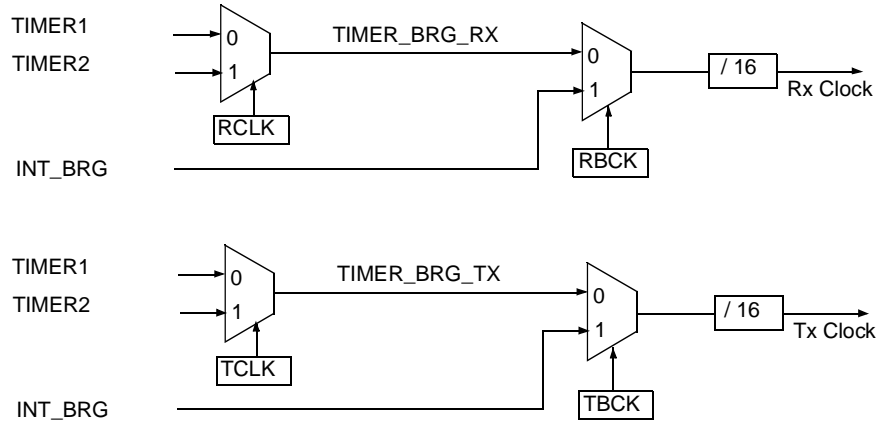 TIMER1
TIMER2
0
1
TIMER_BRG_RX
0
1
/ 16
Rx Clock
RCLK
RBCK
INT_BRG
TIMER1
TIMER2
0
1
TIMER_BRG_TX
0
1
/ 16
Tx Clock
TCLK
TBCK
INT_BRG